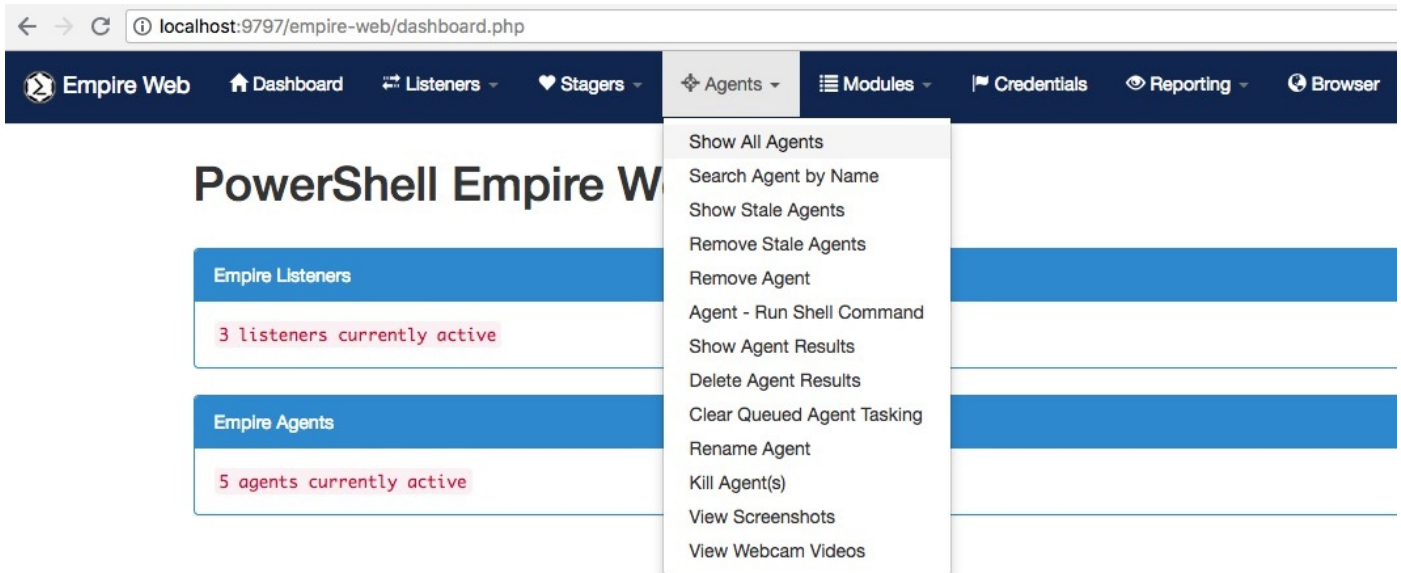 localhost:9797/empire-web/dashboard.php
Empire Web Dashboard Listeners Stagers Agents Modules Credentials Reporting Browser
Show All Agents
Search Agent by Name
Show Stale Agents
Remove Stale Agents
Remove Agent
Agent - Run Shell Command
Show Agent Results
Delete Agent Results
Clear Queued Agent Tasking
Rename Agent
Kill Agent(s)
View Screenshots
View Webcam Videos
PowerShell Empire
Empire Listeners
3 listeners currently active
Empire Agents
5 agents currently active